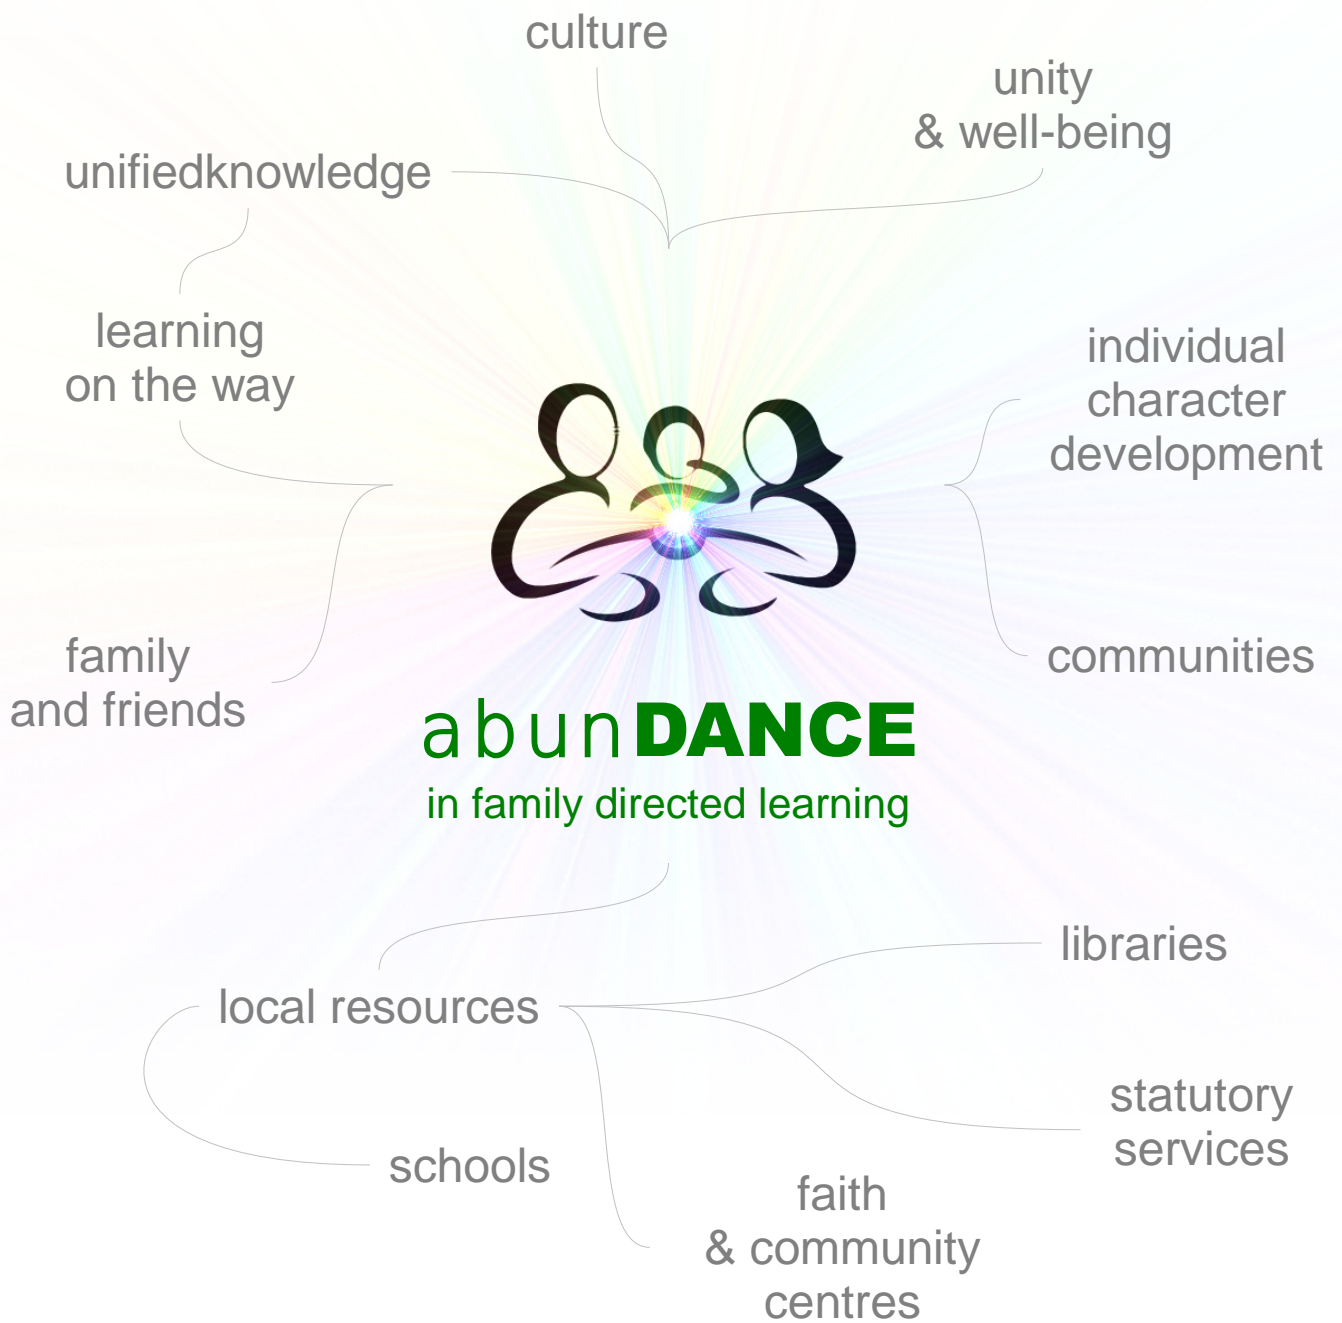 culture
unity
& well-being
unifiedknowledge
learning
on the way
individual
character
development
family
and friends
communities
abunDANCE
in family directed learning
local resources
libraries
statutory
services
schools
faith
& community
centres